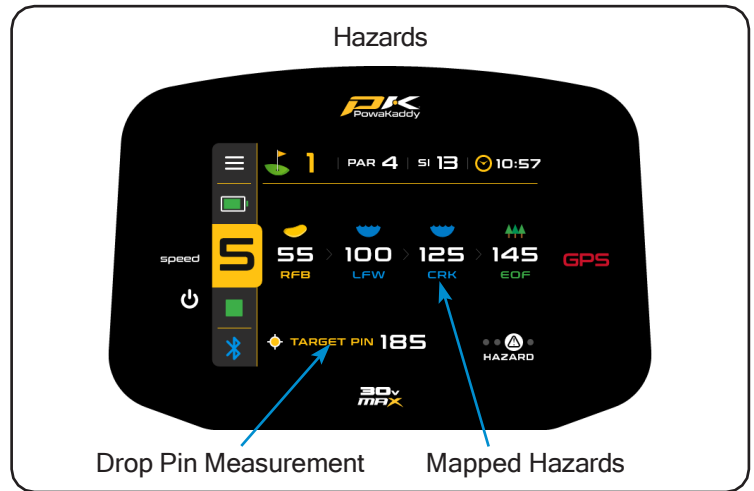 Hazards
PK
PowaKaddy
1 PAR 4 SI 13 10:57
speed
S
55 100 125 145
RFB LFW CRK EOF
GPS
TARGET PIN 185
HAZARD
30v
MAX
Drop Pin Measurement Mapped Hazards